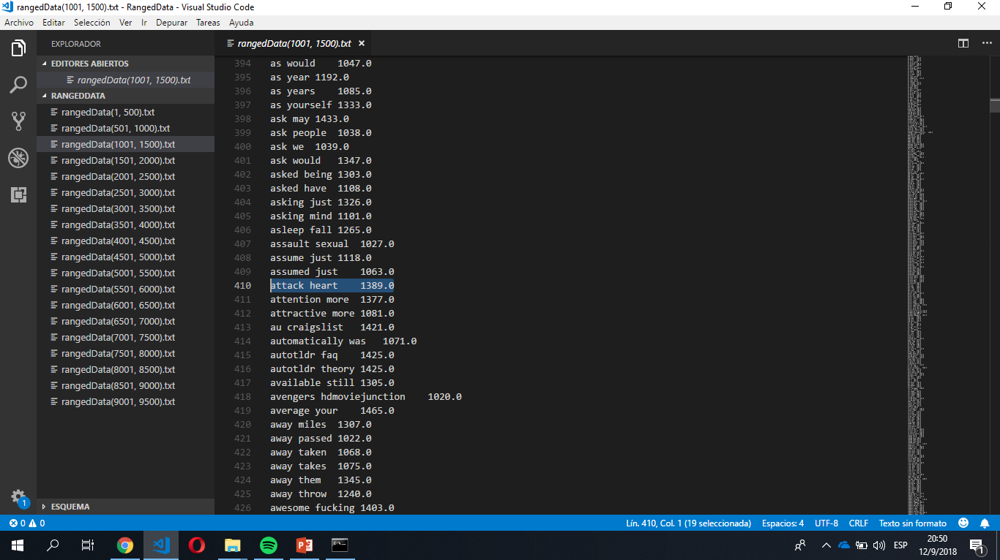 rangedData(1001, 1500).txt - RangedData - Visual Studio Code
Archivo Editar Selección Ver Ir Depurar Tareas Ayuda
EXPLORADOR
EDITORES ABIERTOS
rangedData(1001, 1500).txt
RANGEDDATA
rangedData(1, 500).txt
rangedData(501, 1000).txt
rangedData(1001, 1500).txt
rangedData(1501, 2000).txt
rangedData(2001, 2500).txt
rangedData(2501, 3000).txt
rangedData(3001, 3500).txt
rangedData(3501, 4000).txt
rangedData(4001, 4500).txt
rangedData(4501, 5000).txt
rangedData(5001, 5500).txt
rangedData(5501, 6000).txt
rangedData(6001, 6500).txt
rangedData(6501, 7000).txt
rangedData(7001, 7500).txt
rangedData(7501, 8000).txt
rangedData(8001, 8500).txt
rangedData(8501, 9000).txt
rangedData(9001, 9500).txt
ESQUEMA
1
rangedData(1001, 1500).txt
394 as would 1047.0
395 as year 1192.0
396 as years 1085.0
397 as yourself 1333.0
398 ask may 1433.0
399 ask people 1038.0
400 ask we 1039.0
401 ask would 1347.0
402 asked being 1303.0
403 asked have 1108.0
404 asking just 1326.0
405 asking mind 1101.0
406 asleep fall 1265.0
407 assault sexual 1027.0
408 assume just 1118.0
409 assumed just 1063.0
410 attack heart 1389.0
411 attention more 1377.0
412 attractive more 1081.0
413 au craigslist 1421.0
414 automatically was 1071.0
415 autotldr faq 1425.0
416 autotldr theory 1425.0
417 available still 1305.0
418 avengers hdmoviejunction 1020.0
419 average your 1465.0
420 away miles 1307.0
421 away passed 1022.0
422 away taken 1068.0
423 away takes 1075.0
424 away them 1345.0
425 away throw 1240.0
426 awesome fucking 1403.0
0 0 Lín. 410, Col. 1 (19 seleccionada) Espacios: 4 UTF-8 CRLF Texto sin formato
ESP
20:50
12/9/2018
1